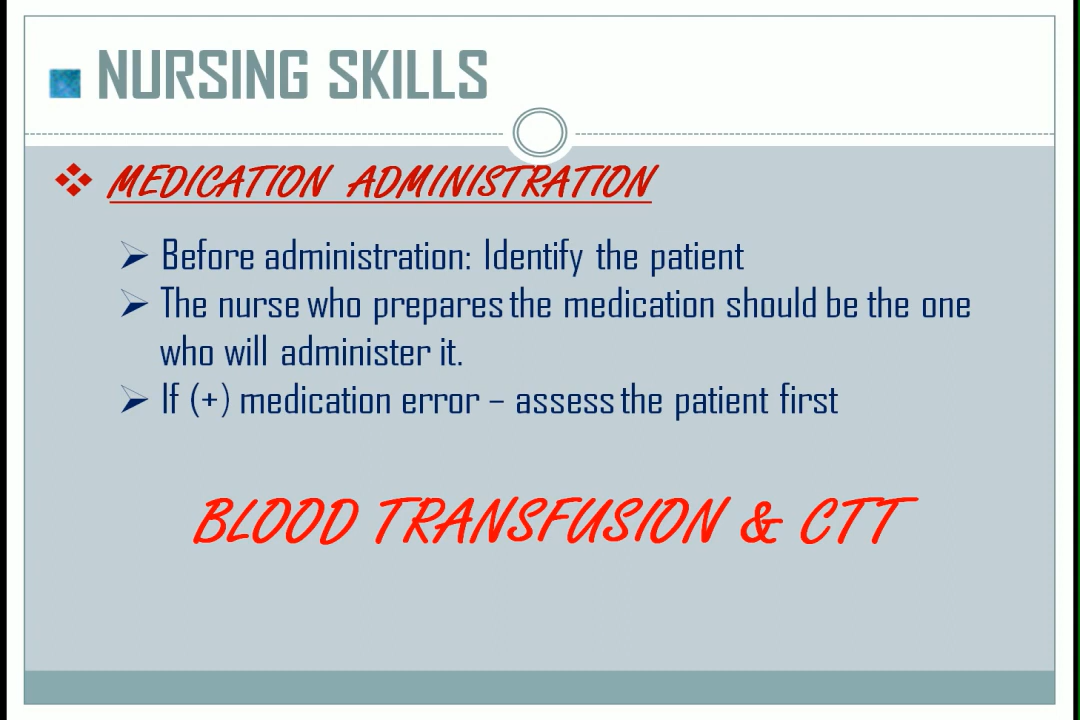 NURSING SKILLS
MEDICATION ADMINISTRATION
Before administration: Identify the patient
The nurse who prepares the medication should be the one
who will administer it.
If (+) medication error – assess the patient first
BLOOD TRANSFUSION & CTT